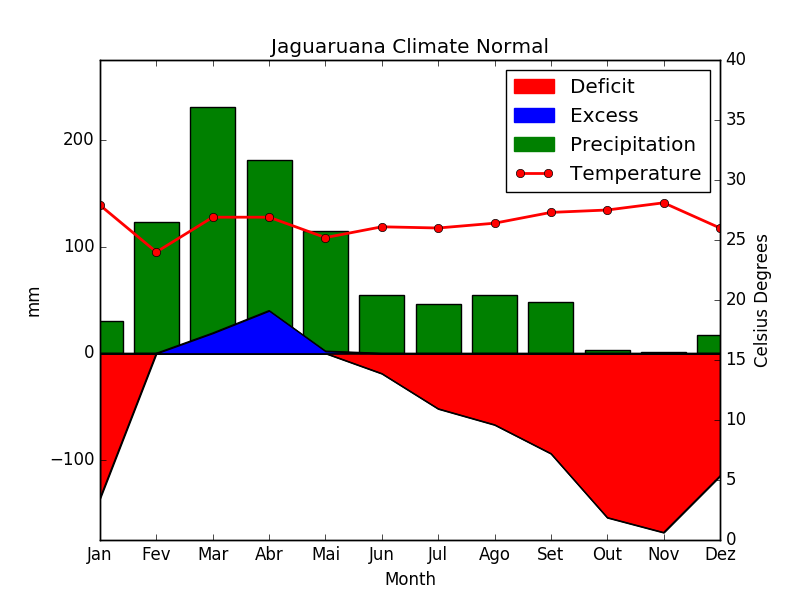 Jaguaruana Climate Normal
Deficit
Excess
Precipitation
Temperature
200
100
0
−100
mm
40
35
30
25
20
15
10
5
0
Celsius Degrees
Jan Fev Mar Abr Mai Jun Jul Ago Set Out Nov Dez
Month